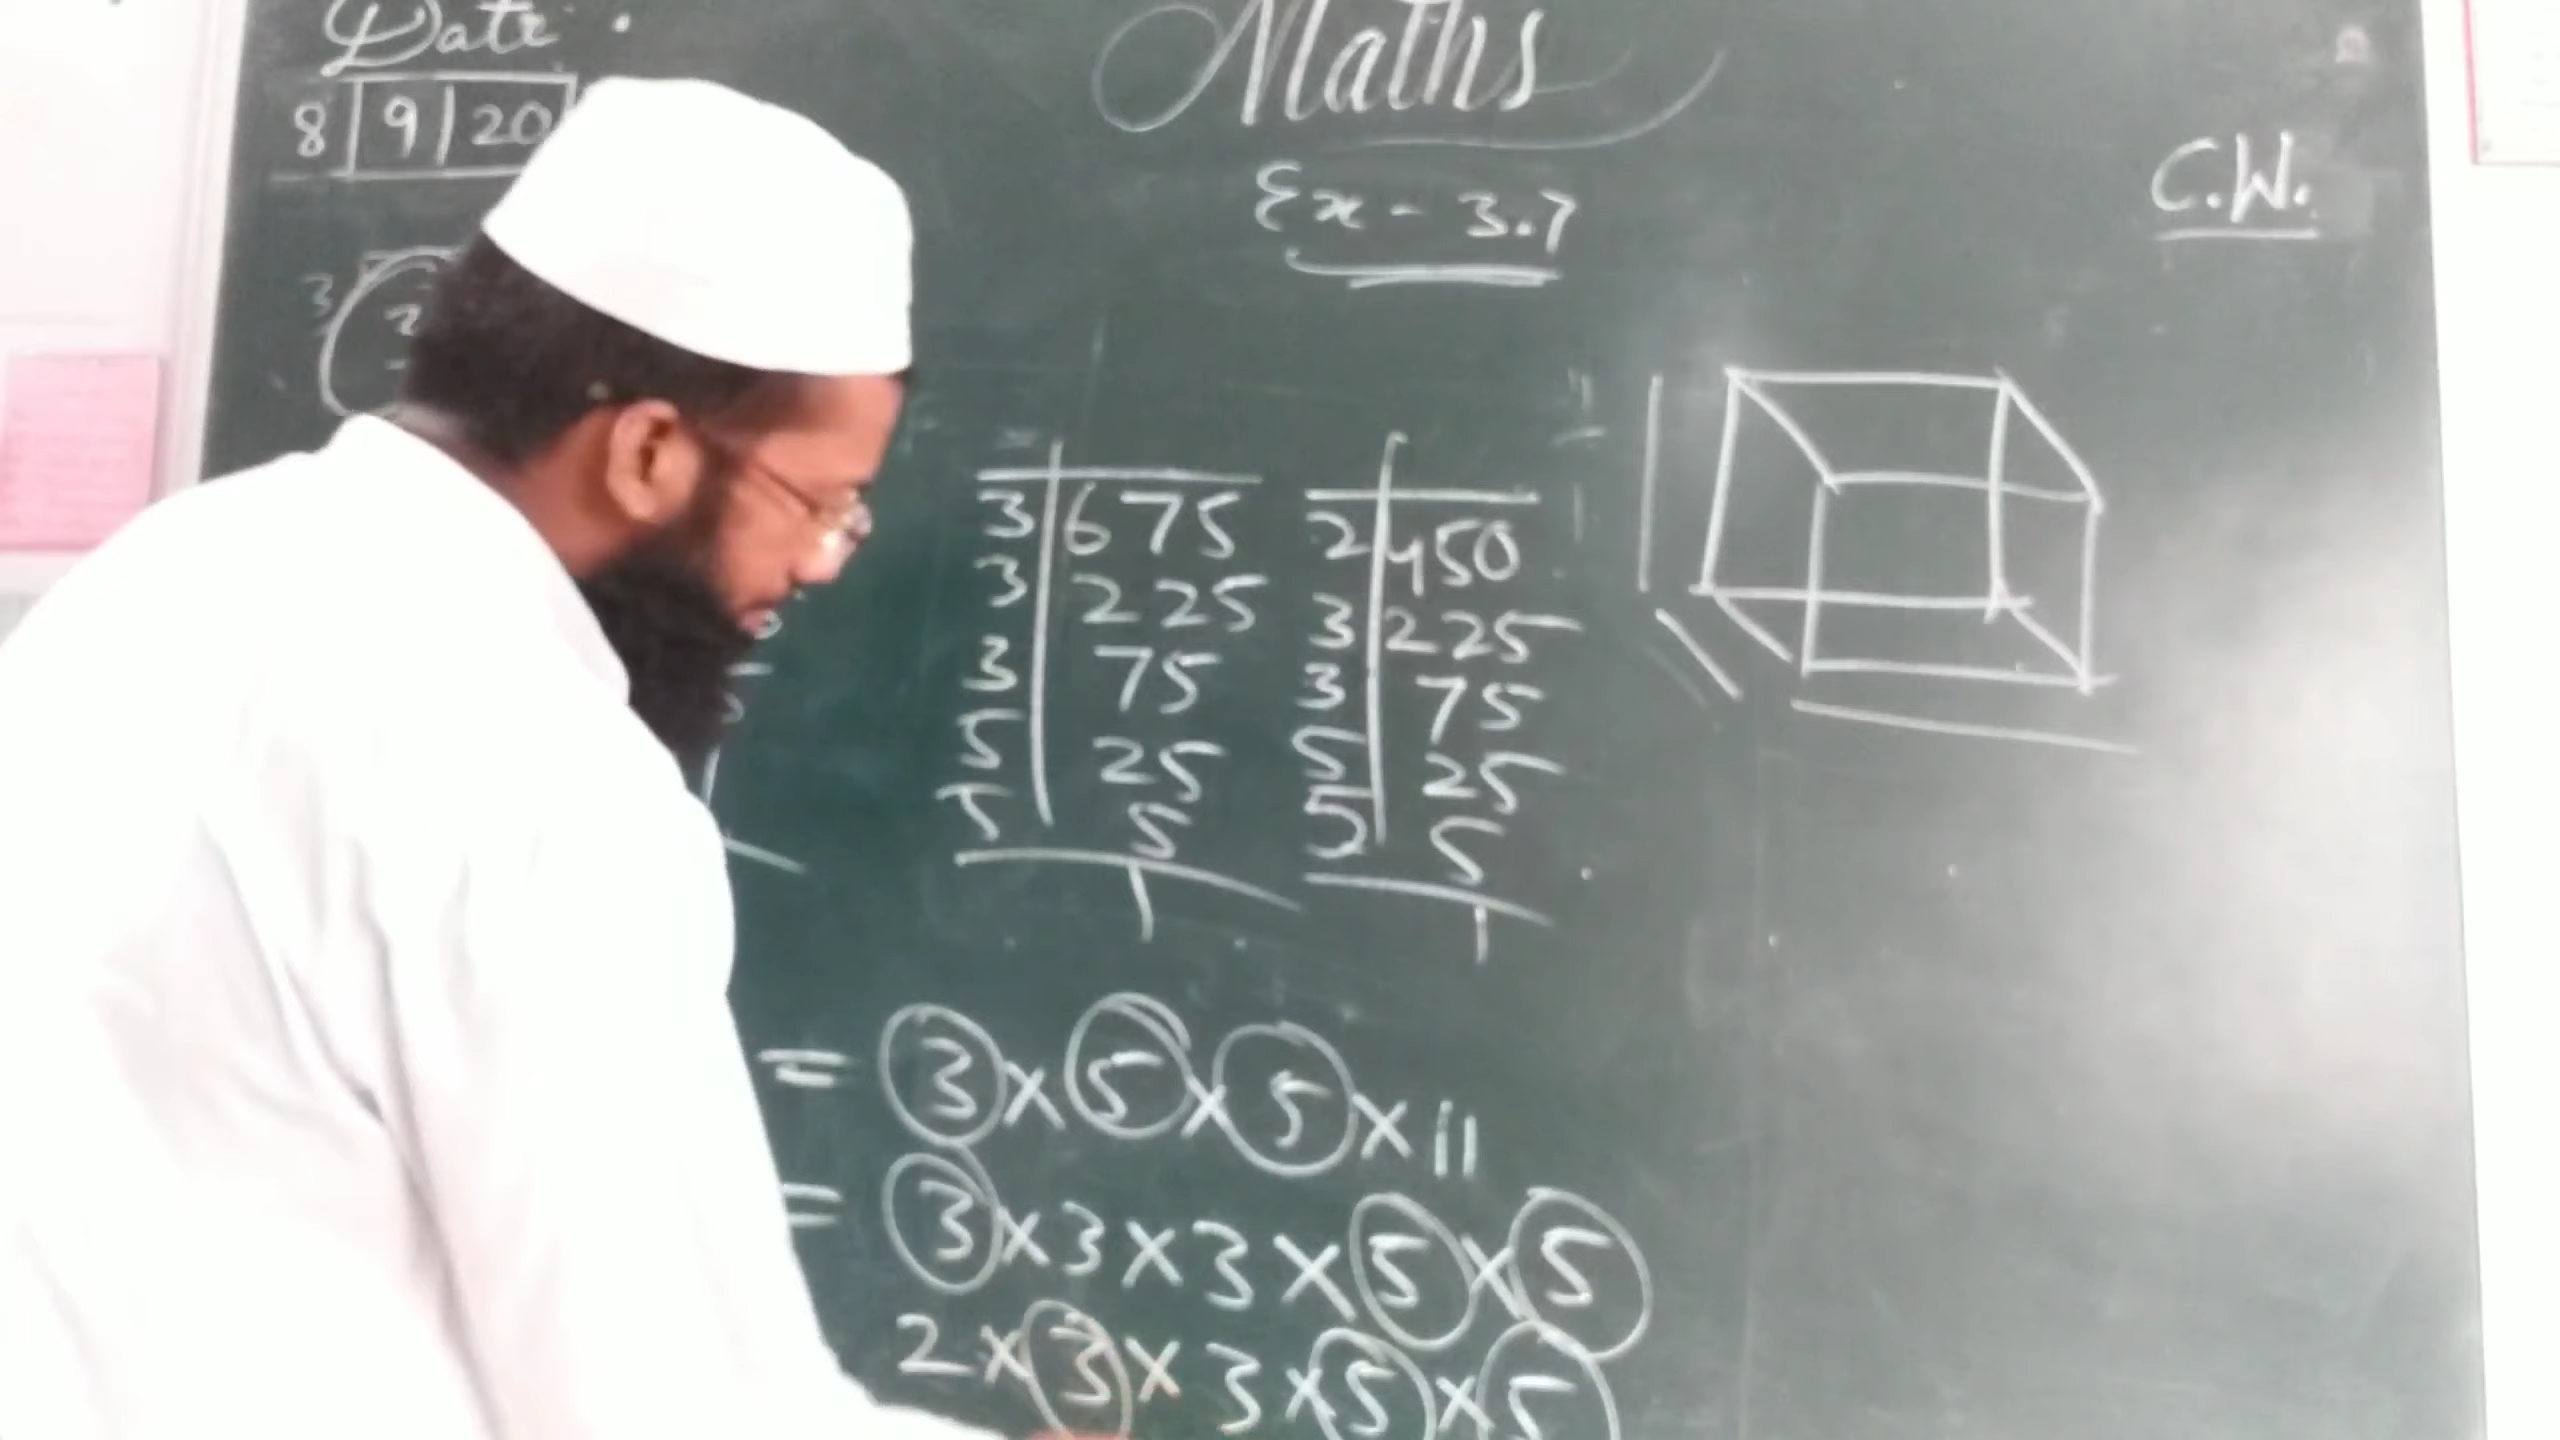 Date
Maths
8 | 9 | 20
Ex - 3.7
C.W.
3 | 675
3 | 225
3 | 75
5 | 25
5 | 5
1
2 | 450
3 | 225
3 | 75
5 | 25
5 | 5
1
= 3 x 5 x 5 x 11
= 3 x 3 x 3 x 5 x 5
2 x 3 x 3 x 5 x 5